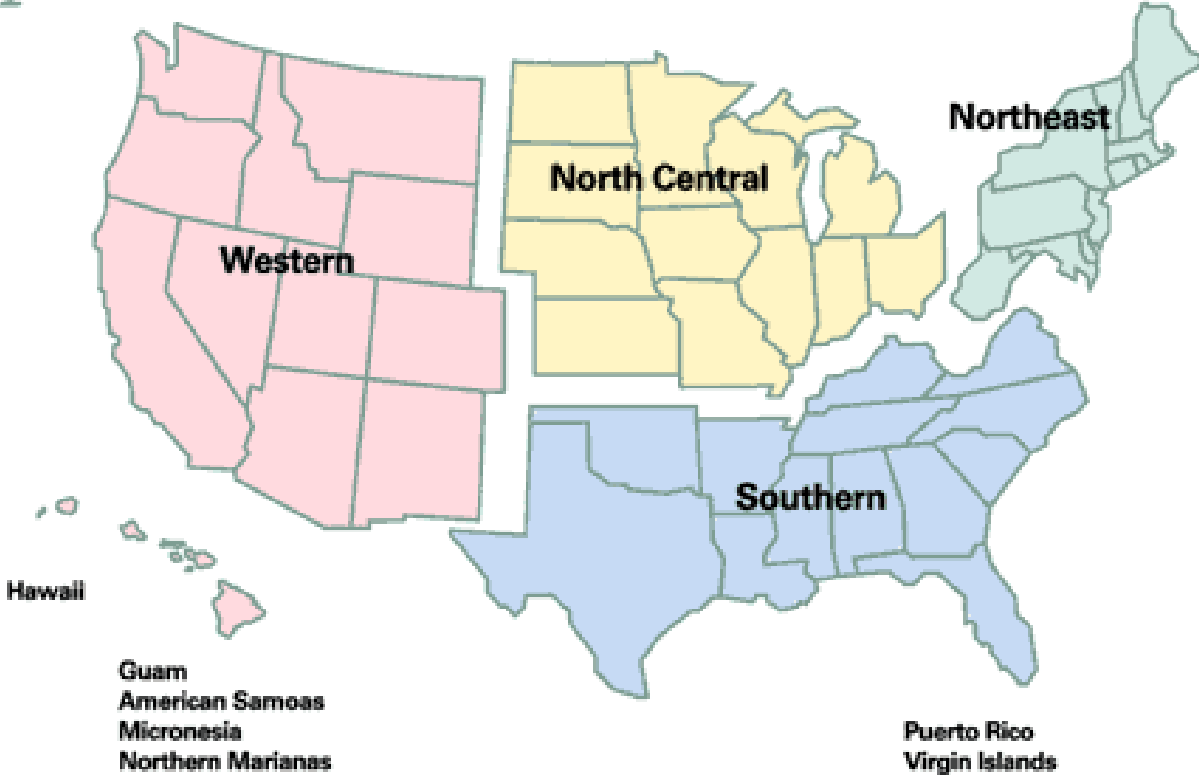 Northeast
North Central
Western
Southern
Hawaii
Guam
American Samoas
Micronesia
Northern Marianas
Puerto Rico
Virgin Islands